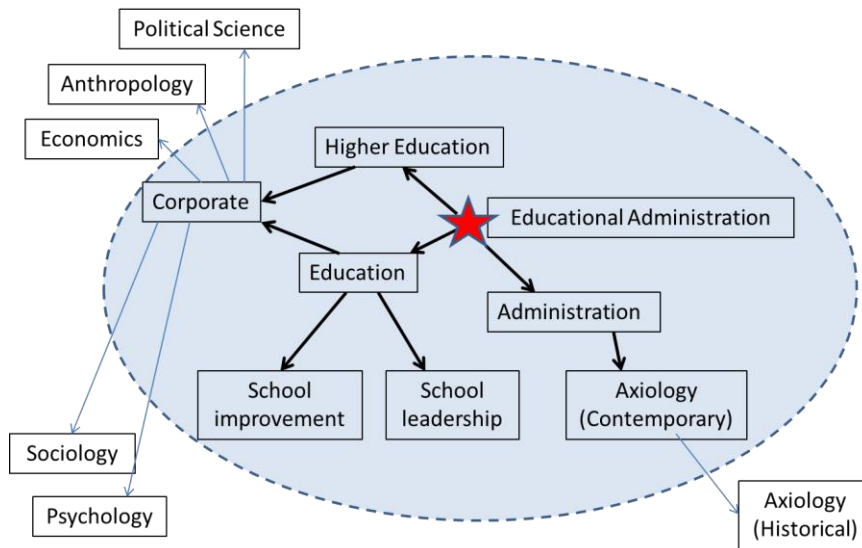 Political Science
Anthropology
Economics
Higher Education
Corporate
Educational Administration
Education
Administration
School
improvement
School
leadership
Axiology
(Contemporary)
Sociology
Psychology
Axiology
(Historical)